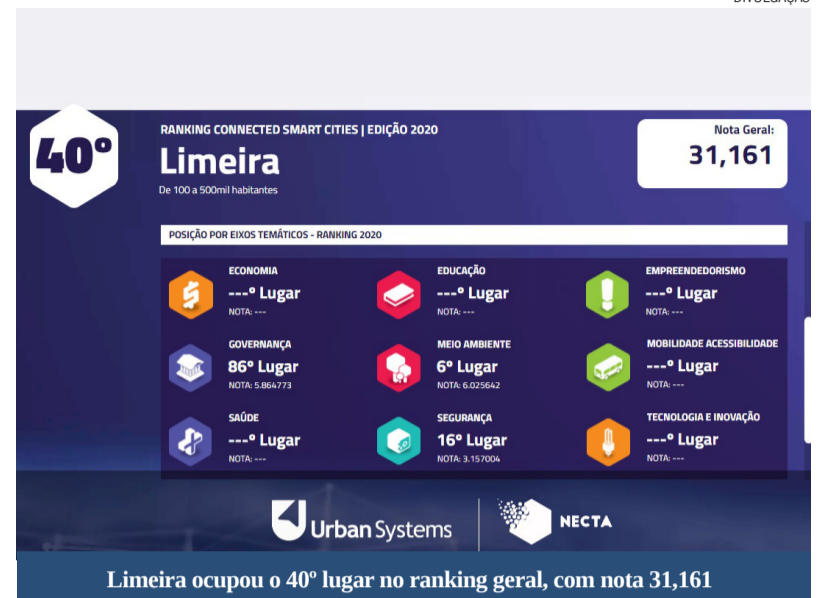 DIVULGAÇÃO
40º
RANKING CONNECTED SMART CITIES | EDIÇÃO 2020
Limeira
De 100 a 500mil habitantes
Nota Geral:
31,161
POSIÇÃO POR EIXOS TEMÁTICOS - RANKING 2020
ECONOMIA
---º Lugar
NOTA: ---
EDUCAÇÃO
---º Lugar
NOTA: ---
EMPREENDEDORISMO
---º Lugar
NOTA: ---
GOVERNANÇA
86º Lugar
NOTA: 5.864773
MEIO AMBIENTE
6º Lugar
NOTA: 6.025642
MOBILIDADE ACESSIBILIDADE
---º Lugar
NOTA: ---
SAÚDE
---º Lugar
NOTA: ---
SEGURANÇA
16º Lugar
NOTA: 3.157004
TECNOLOGIA E INOVAÇÃO
---º Lugar
NOTA: ---
Urban Systems
NECTA
Limeira ocupou o 40º lugar no ranking geral, com nota 31,161